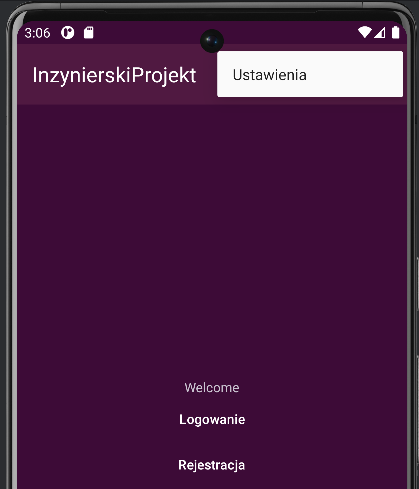 3:06
InzynierskiProjekt
Ustawienia
Welcome
Logowanie
Rejestracja